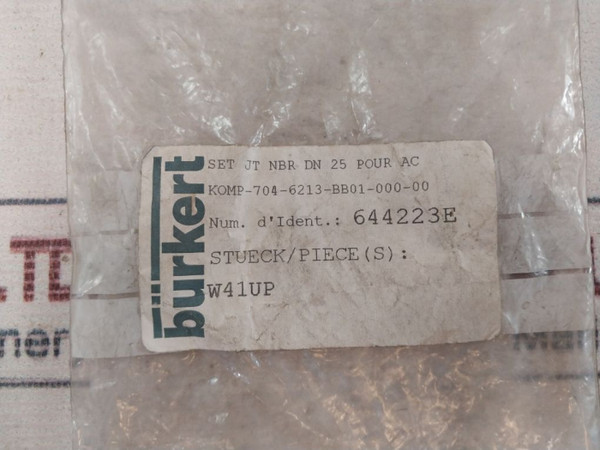 burkert
SET JT NBR DN 25 POUR AC
KOMP-704-6213-BB01-000-00
Num. d'Ident.: 644223E
STUECK/PIECE(S):
W41UP